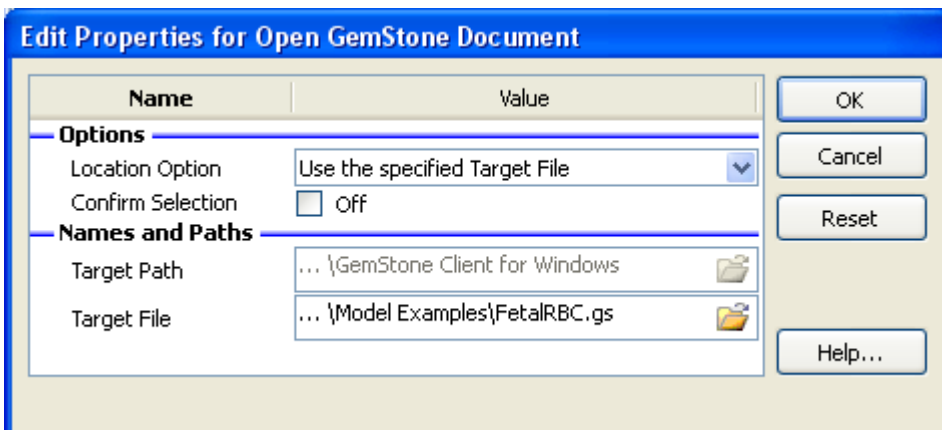 Edit Properties for Open GemStone Document
Name Value
Options
Location Option Use the specified Target File
Confirm Selection Off
Names and Paths
Target Path ... \GemStone Client for Windows
Target File ... \Model Examples\FetalRBC.gs
OK
Cancel
Reset
Help...